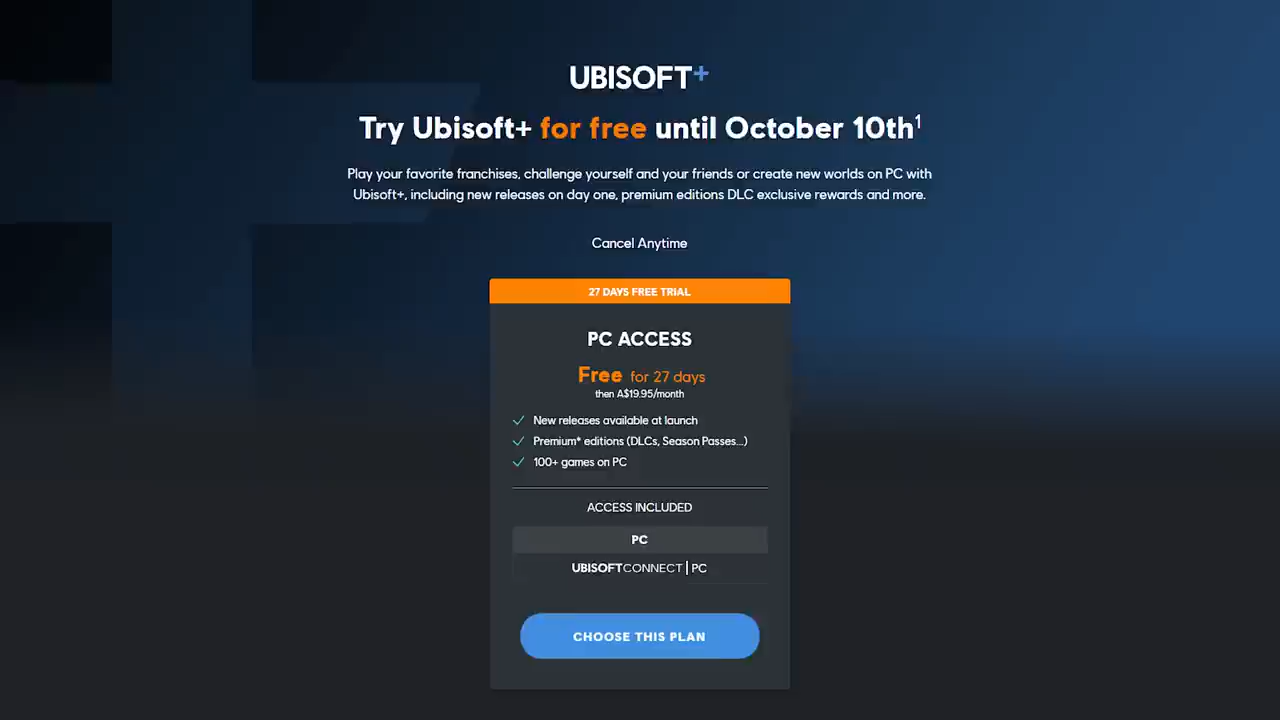 UBISOFT+
Try Ubisoft+ for free until October 10th¹
Play your favorite franchises, challenge yourself and your friends or create new worlds on PC with
Ubisoft+, including new releases on day one, premium editions DLC exclusive rewards and more.
Cancel Anytime
27 DAYS FREE TRIAL
PC ACCESS
Free for 27 days
then A$19.95/month
New releases available at launch
Premium* editions (DLCs, Season Passes...)
100+ games on PC
ACCESS INCLUDED
PC
UBISOFTCONNECT | PC
CHOOSE THIS PLAN